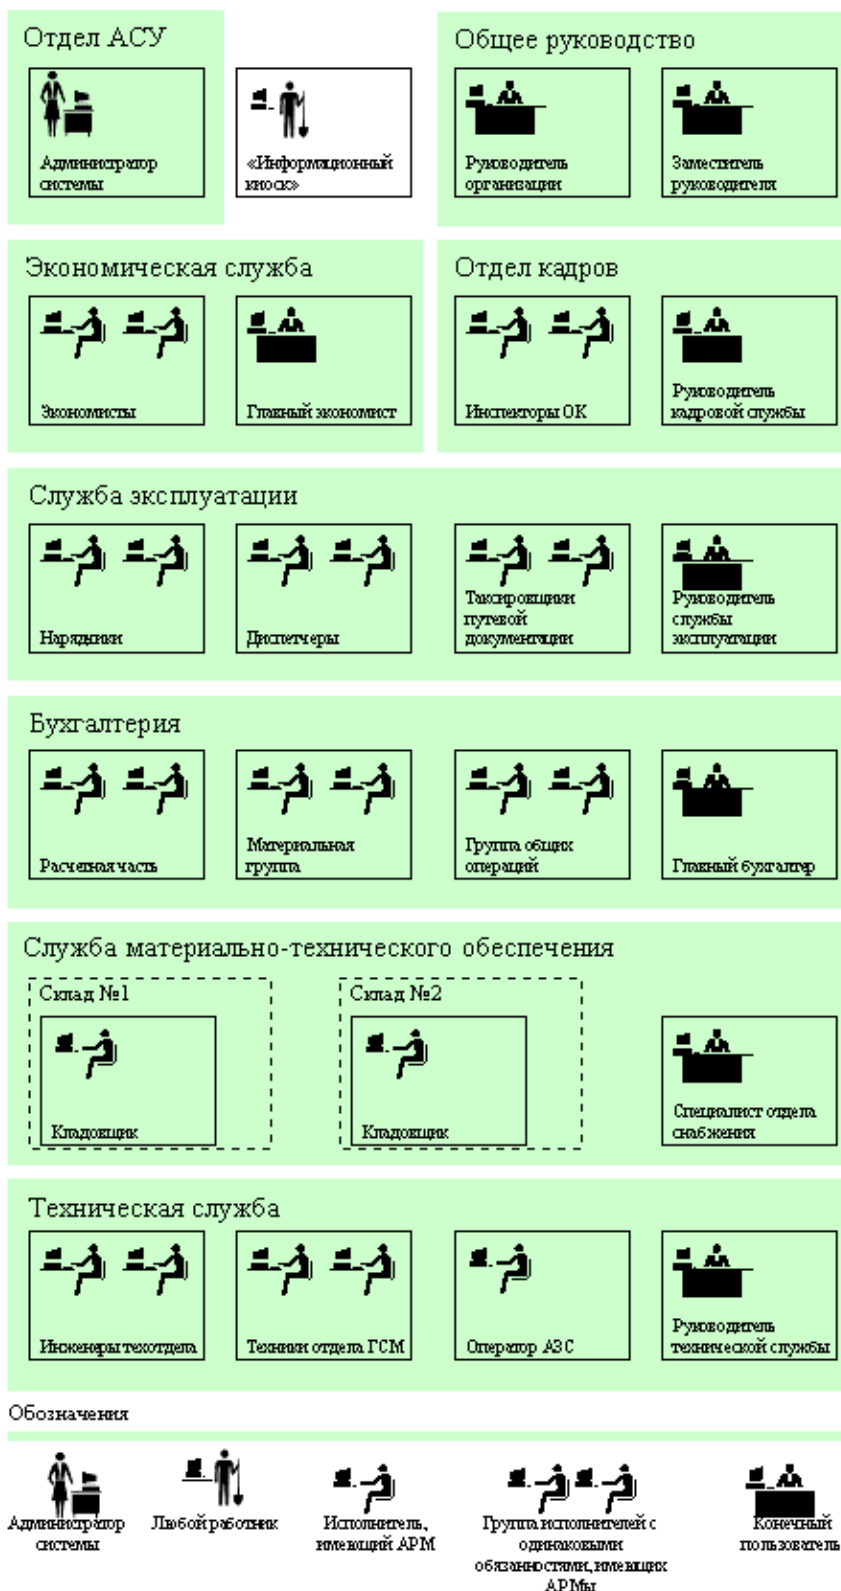 Отдел АСУ
Администратор
системы
«Информационный
киоск»
Общее руководство
Руководитель
организации
Заместитель
руководителя
Экономическая служба
Экономисты
Главный экономист
Отдел кадров
Инспекторы ОК
Руководитель
кадровой службы
Служба эксплуатации
Нарядчики
Диспетчеры
Таксировщики
путевой
документации
Руководитель
службы
эксплуатации
Бухгалтерия
Расчетная часть
Материальная
группа
Группа общих
операций
Главный бухгалтер
Служба материально-технического обеспечения
Склад №1
Кладовщик
Склад №2
Кладовщик
Специалист отдела
снабжения
Техническая служба
Инженеры техотдела
Техники отдела ГСМ
Оператор АЗС
Руководитель
технической службы
Обозначения
Администратор
системы
Любой работник
Исполнитель,
имеющий АРМ
Группа исполнителей с
одинаковыми
обязанностями, имеющих
АРМы
Конечный
пользователь